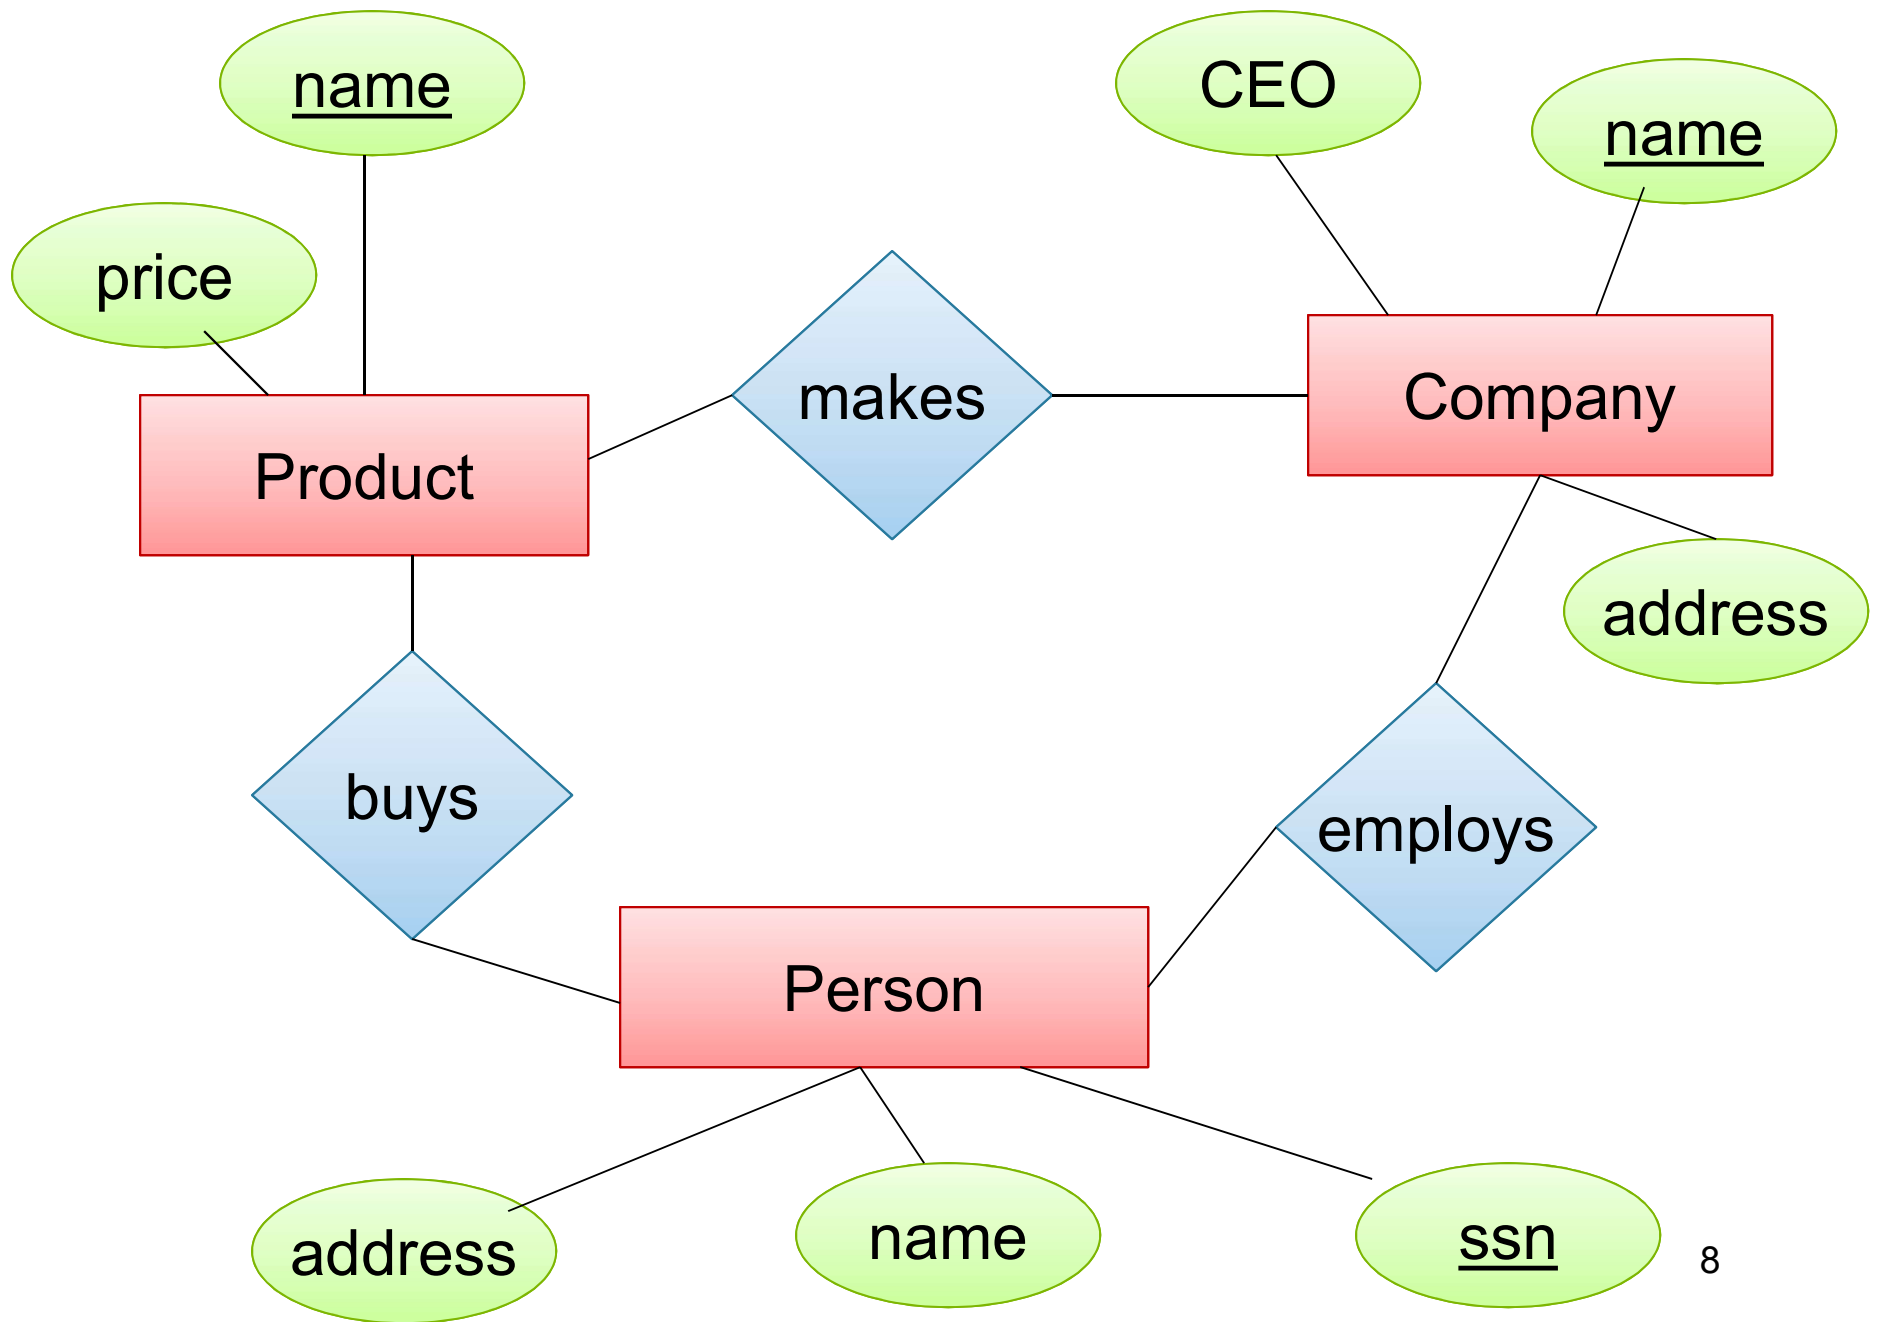 name
CEO
name
price
makes
Company
Product
address
buys
employs
Person
address
name
ssn
8